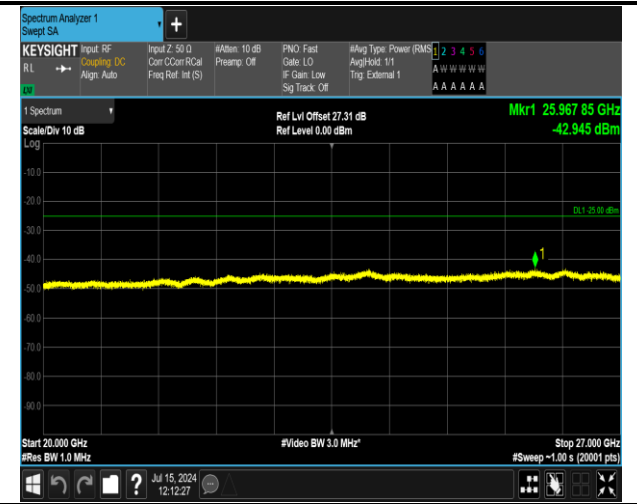 Spectrum Analyzer 1
Swept SA
+
KEYSIGHT Input: RF Input Z: 50 Ω #Atten: 10 dB PNO: Fast #Avg Type: Power (RMS 1 2 3 4 5 6
RL Coupling: DC Corr CCorr RCal Preamp: Off Gate: LO Avg|Hold: 1/1 A W W W W W
Align: Auto Freq Ref: Int (S) IF Gain: Low Trig: External 1
Sig Track: Off A A A A A A
1 Spectrum Ref Lvl Offset 27.31 dB Mkr1 25.967 85 GHz
Scale/Div 10 dB Ref Level 0.00 dBm -42.945 dBm
Log
-10.0
-20.0
DL1 -25.00 dBm
-30.0
-40.0
1
-50.0
-60.0
-70.0
-80.0
-90.0
Start 20.000 GHz #Video BW 3.0 MHz* Stop 27.000 GHz
#Res BW 1.0 MHz #Sweep ~1.00 s (20001 pts)
? Jul 15, 2024
12:12:27